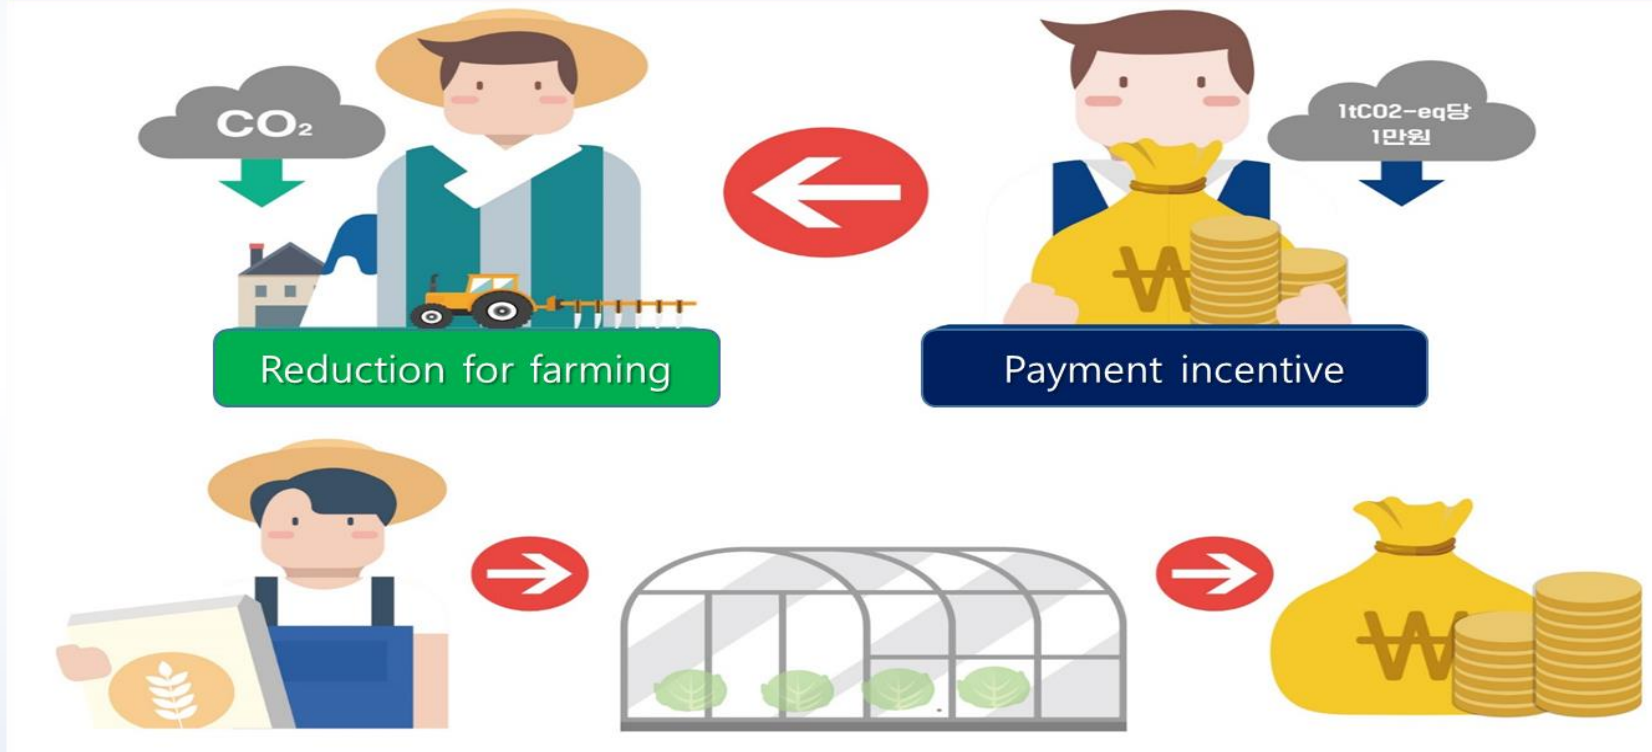 CO₂
1tCO2-eq당
1만원
₩
Reduction for farming
Payment incentive
₩